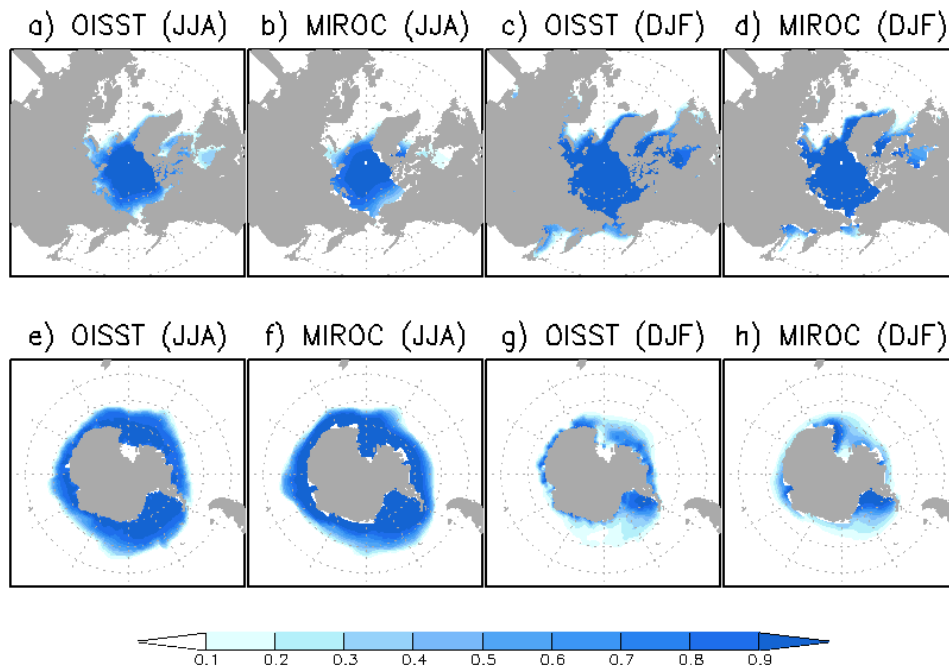 a) OISST (JJA) b) MIROC (JJA) c) OISST (DJF) d) MIROC (DJF)
e) OISST (JJA) f) MIROC (JJA) g) OISST (DJF) h) MIROC (DJF)
0.1 0.2 0.3 0.4 0.5 0.6 0.7 0.8 0.9